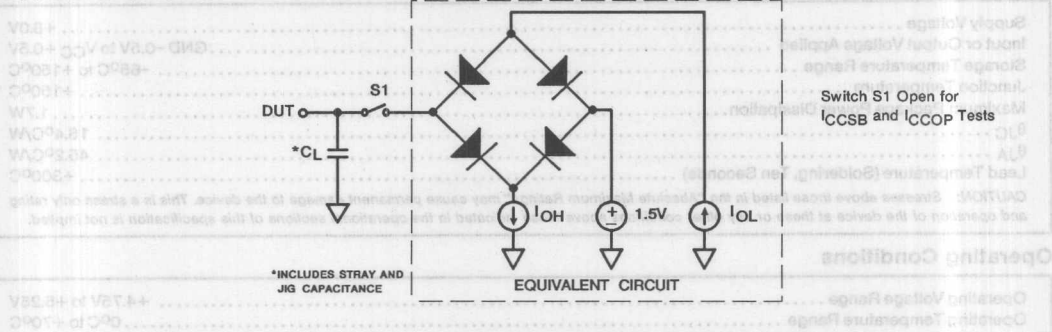 Supply Voltage ..... +8.0V
Input or Output Voltage Applied ..... GND -0.5V to VCC +0.5V
Storage Temperature Range ..... -65°C to +150°C
Junction Temperature ..... +150°C
Maximum Package Power Dissipation ..... 1.7W
S1
DUT
*CL
Switch S1 Open for
ICCSB and ICCOP Tests
θJC
θJA
Lead Temperature (Soldering, Ten Seconds) ..... +300°C
CAUTION: Stresses above those listed in the "Absolute Maximum Ratings" may cause permanent damage to the device. This is a stress only rating
and operation of the device at these or any other conditions above those indicated in the operational sections of this specification is not implied.
IOH
+
−
1.5V
IOL
Operating Conditions
*INCLUDES STRAY AND
JIG CAPACITANCE
EQUIVALENT CIRCUIT
Operating Voltage Range ..... +4.75V to +5.25V
Operating Temperature Range ..... 0°C to +70°C